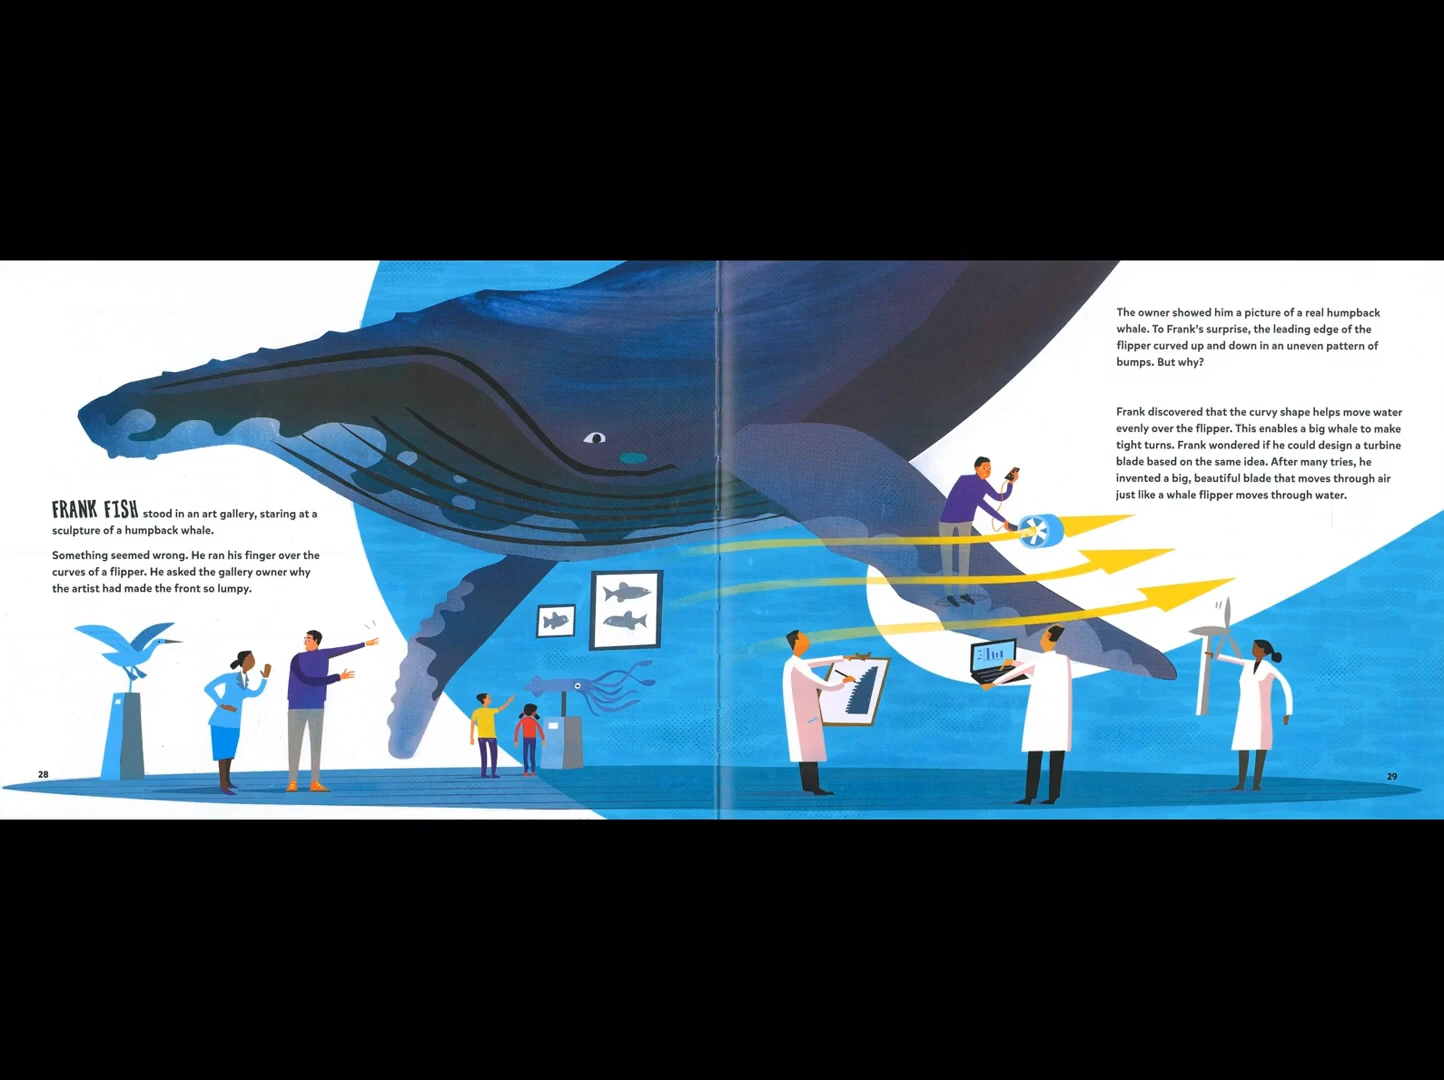 FRANK FISH stood in an art gallery, staring at a
sculpture of a humpback whale.
Something seemed wrong. He ran his finger over the
curves of a flipper. He asked the gallery owner why
the artist had made the front so lumpy.
28
The owner showed him a picture of a real humpback
whale. To Frank's surprise, the leading edge of the
flipper curved up and down in an uneven pattern of
bumps. But why?
Frank discovered that the curvy shape helps move water
evenly over the flipper. This enables a big whale to make
tight turns. Frank wondered if he could design a turbine
blade based on the same idea. After many tries, he
invented a big, beautiful blade that moves through air
just like a whale flipper moves through water.
29